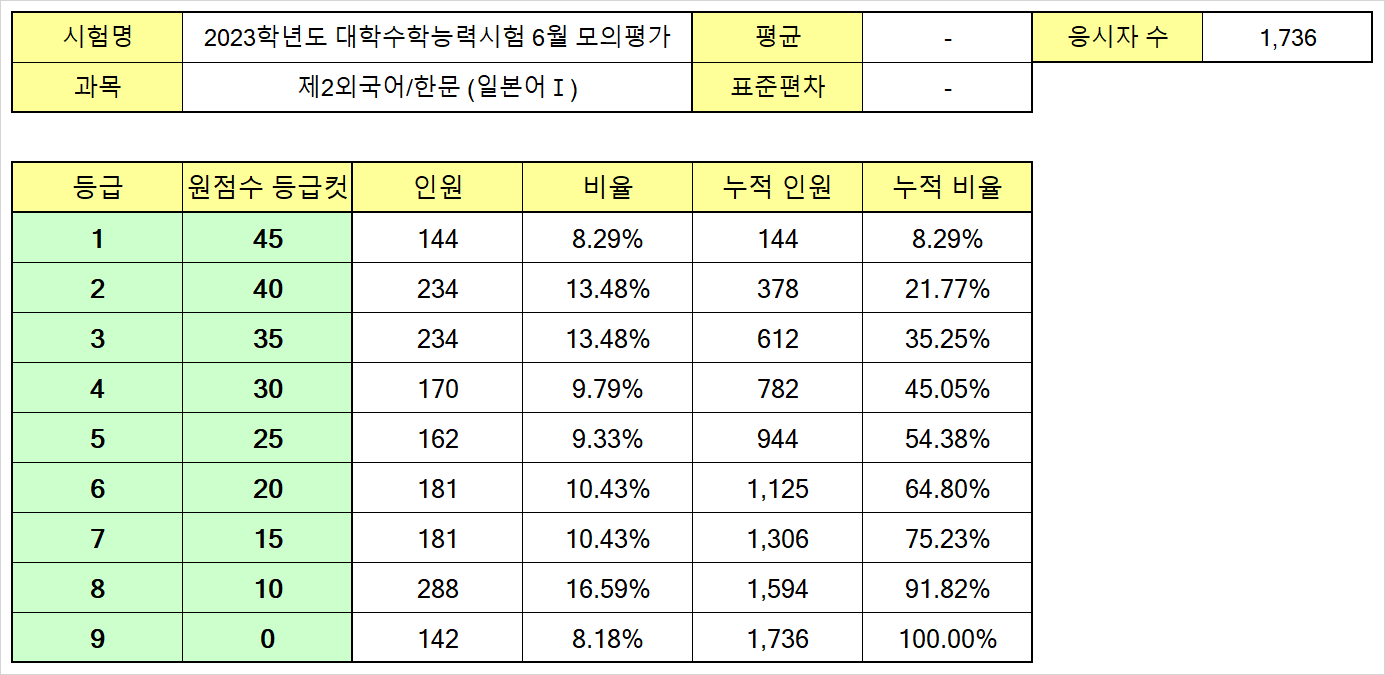 시험명 2023학년도 대학수학능력시험 6월 모의평가 평균 - 응시자 수 1,736
과목 제2외국어/한문 (일본어Ⅰ) 표준편차 -
등급 원점수 등급컷 인원 비율 누적 인원 누적 비율
1 45 144 8.29% 144 8.29%
2 40 234 13.48% 378 21.77%
3 35 234 13.48% 612 35.25%
4 30 170 9.79% 782 45.05%
5 25 162 9.33% 944 54.38%
6 20 181 10.43% 1,125 64.80%
7 15 181 10.43% 1,306 75.23%
8 10 288 16.59% 1,594 91.82%
9 0 142 8.18% 1,736 100.00%